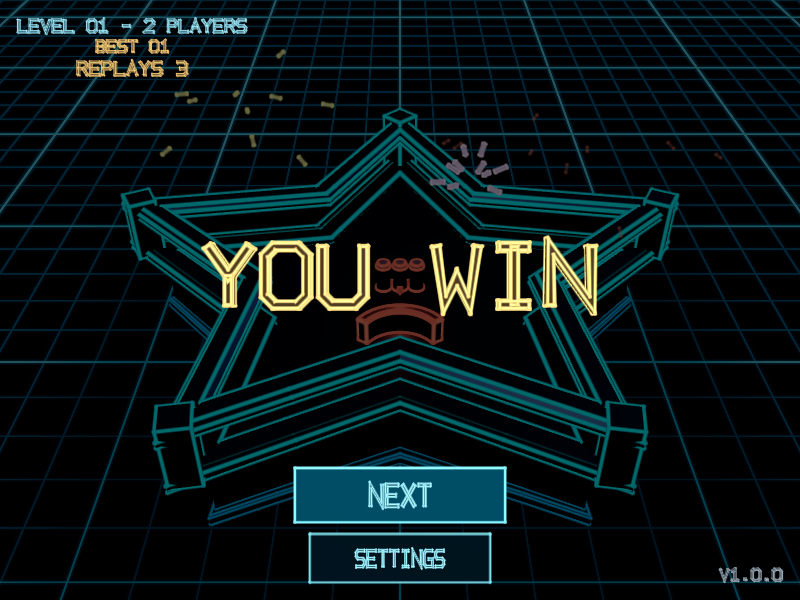 LEVEL 01 - 2 PLAYERS
BEST 01
REPLAYS 3
YOU WIN
NEXT
SETTINGS
V1.0.0